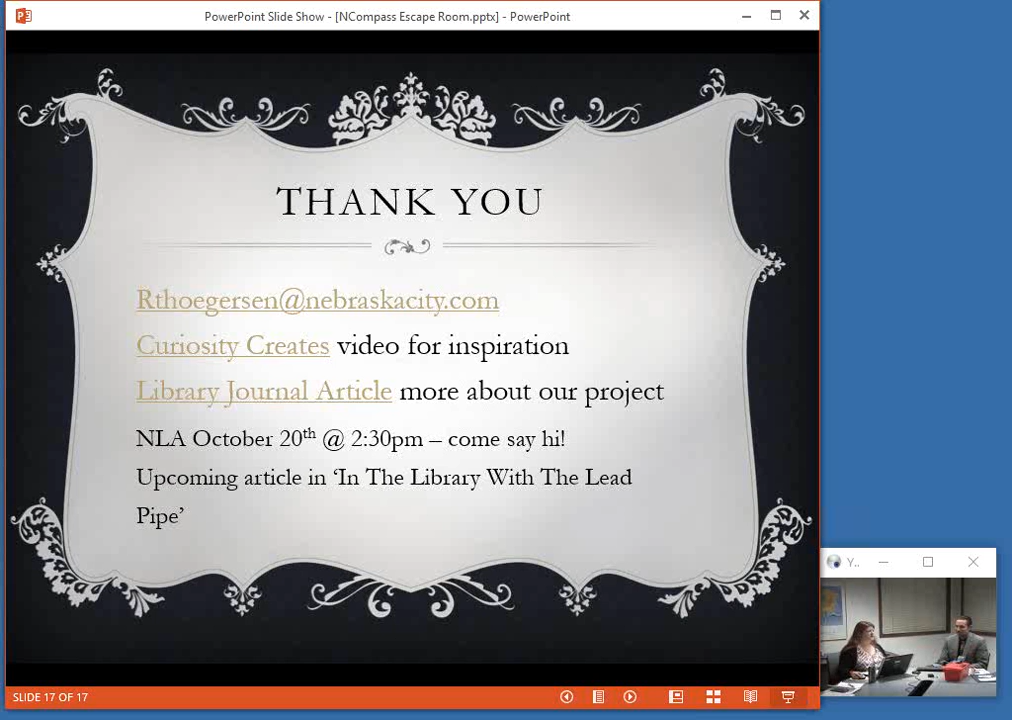 PowerPoint Slide Show - [NCompass Escape Room.pptx] - PowerPoint
THANK YOU
Rthoegersen@nebraskacity.com
Curiosity Creates video for inspiration
Library Journal Article more about our project
NLA October 20th @ 2:30pm – come say hi!
Upcoming article in ‘In The Library With The Lead
Pipe’
Y..
SLIDE 17 OF 17